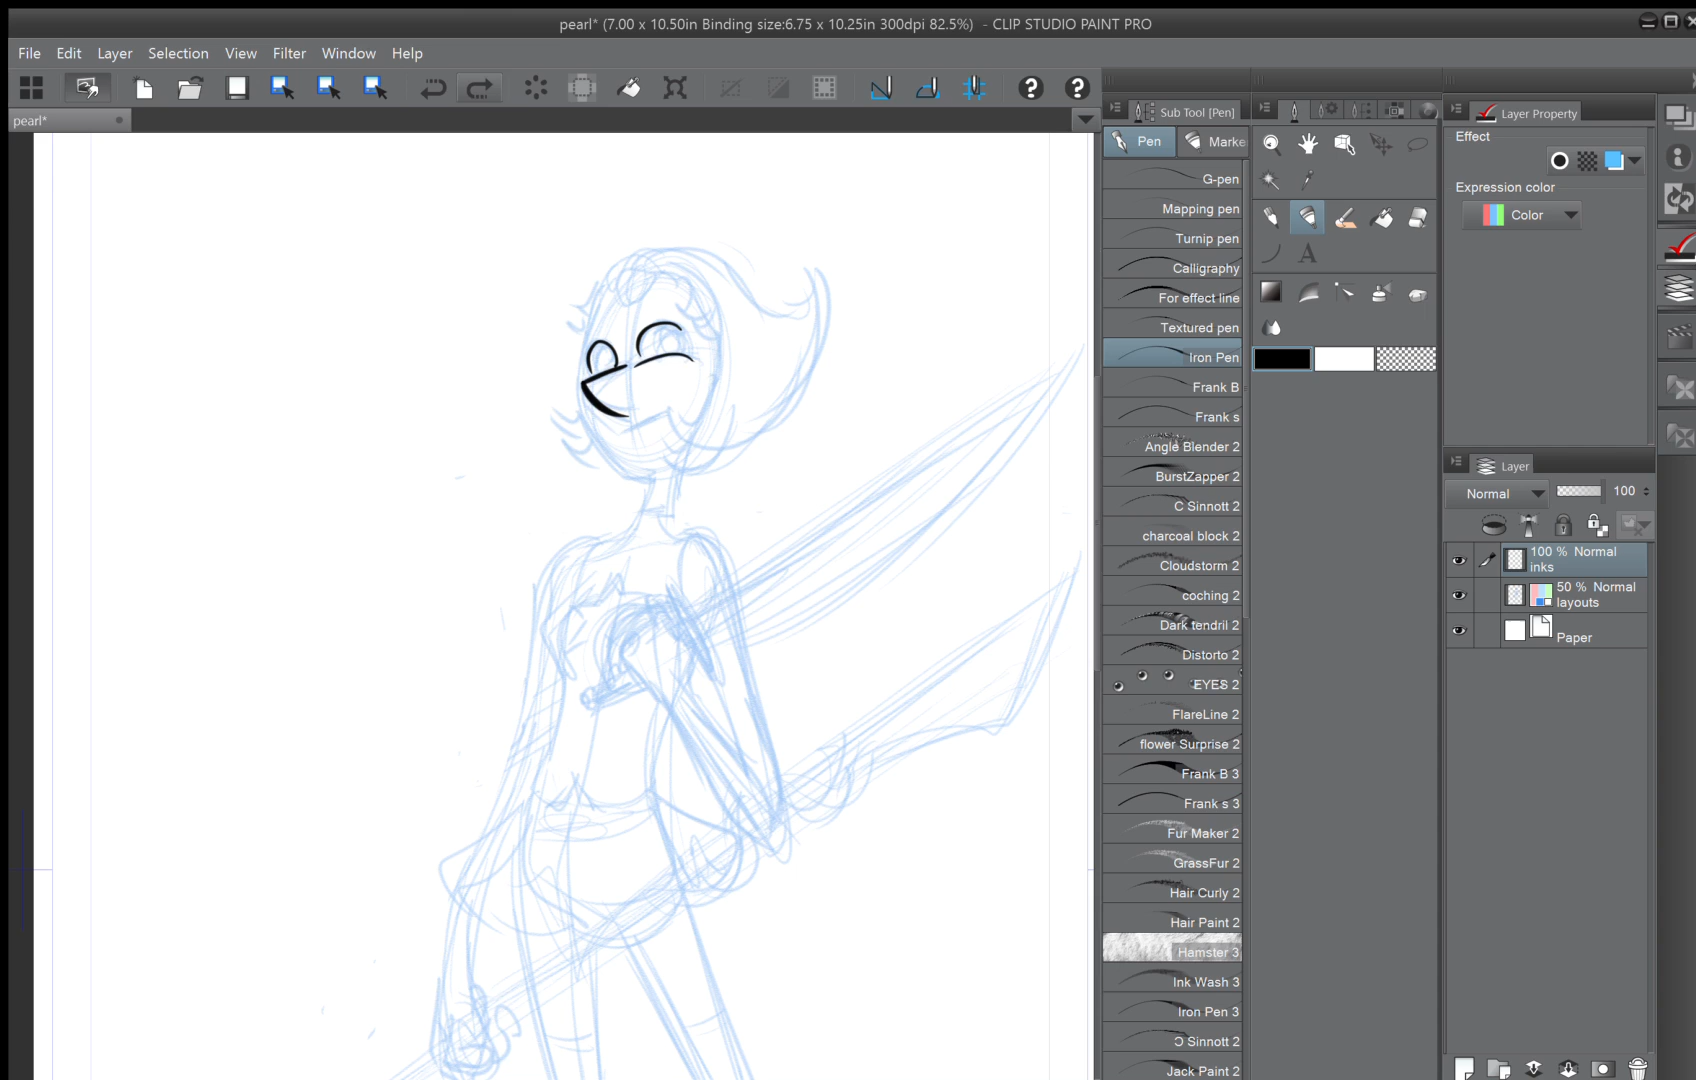 pearl* (7.00 x 10.50in Binding size:6.75 x 10.25in 300dpi 82.5%) - CLIP STUDIO PAINT PRO
File Edit Layer Selection View Filter Window Help
pearl*
Sub Tool [Pen]
Pen Marke
G-pen
Mapping pen
Turnip pen
Calligraphy
For effect line
Textured pen
Iron Pen
Frank B
Frank s
Angle Blender 2
BurstZapper 2
C Sinnott 2
charcoal block 2
Cloudstorm 2
coching 2
Dark tendril 2
Distorto 2
EYES 2
FlareLine 2
flower Surprise 2
Frank B 3
Frank s 3
Fur Maker 2
GrassFur 2
Hair Curly 2
Hair Paint 2
Hamster 3
Ink Wash 3
Iron Pen 3
Ɔ Sinnott 2
Jack Paint 2
A
Layer Property
Effect
Expression color
Color
Layer
Normal 100
100 % Normal
inks
50 % Normal
layouts
Paper